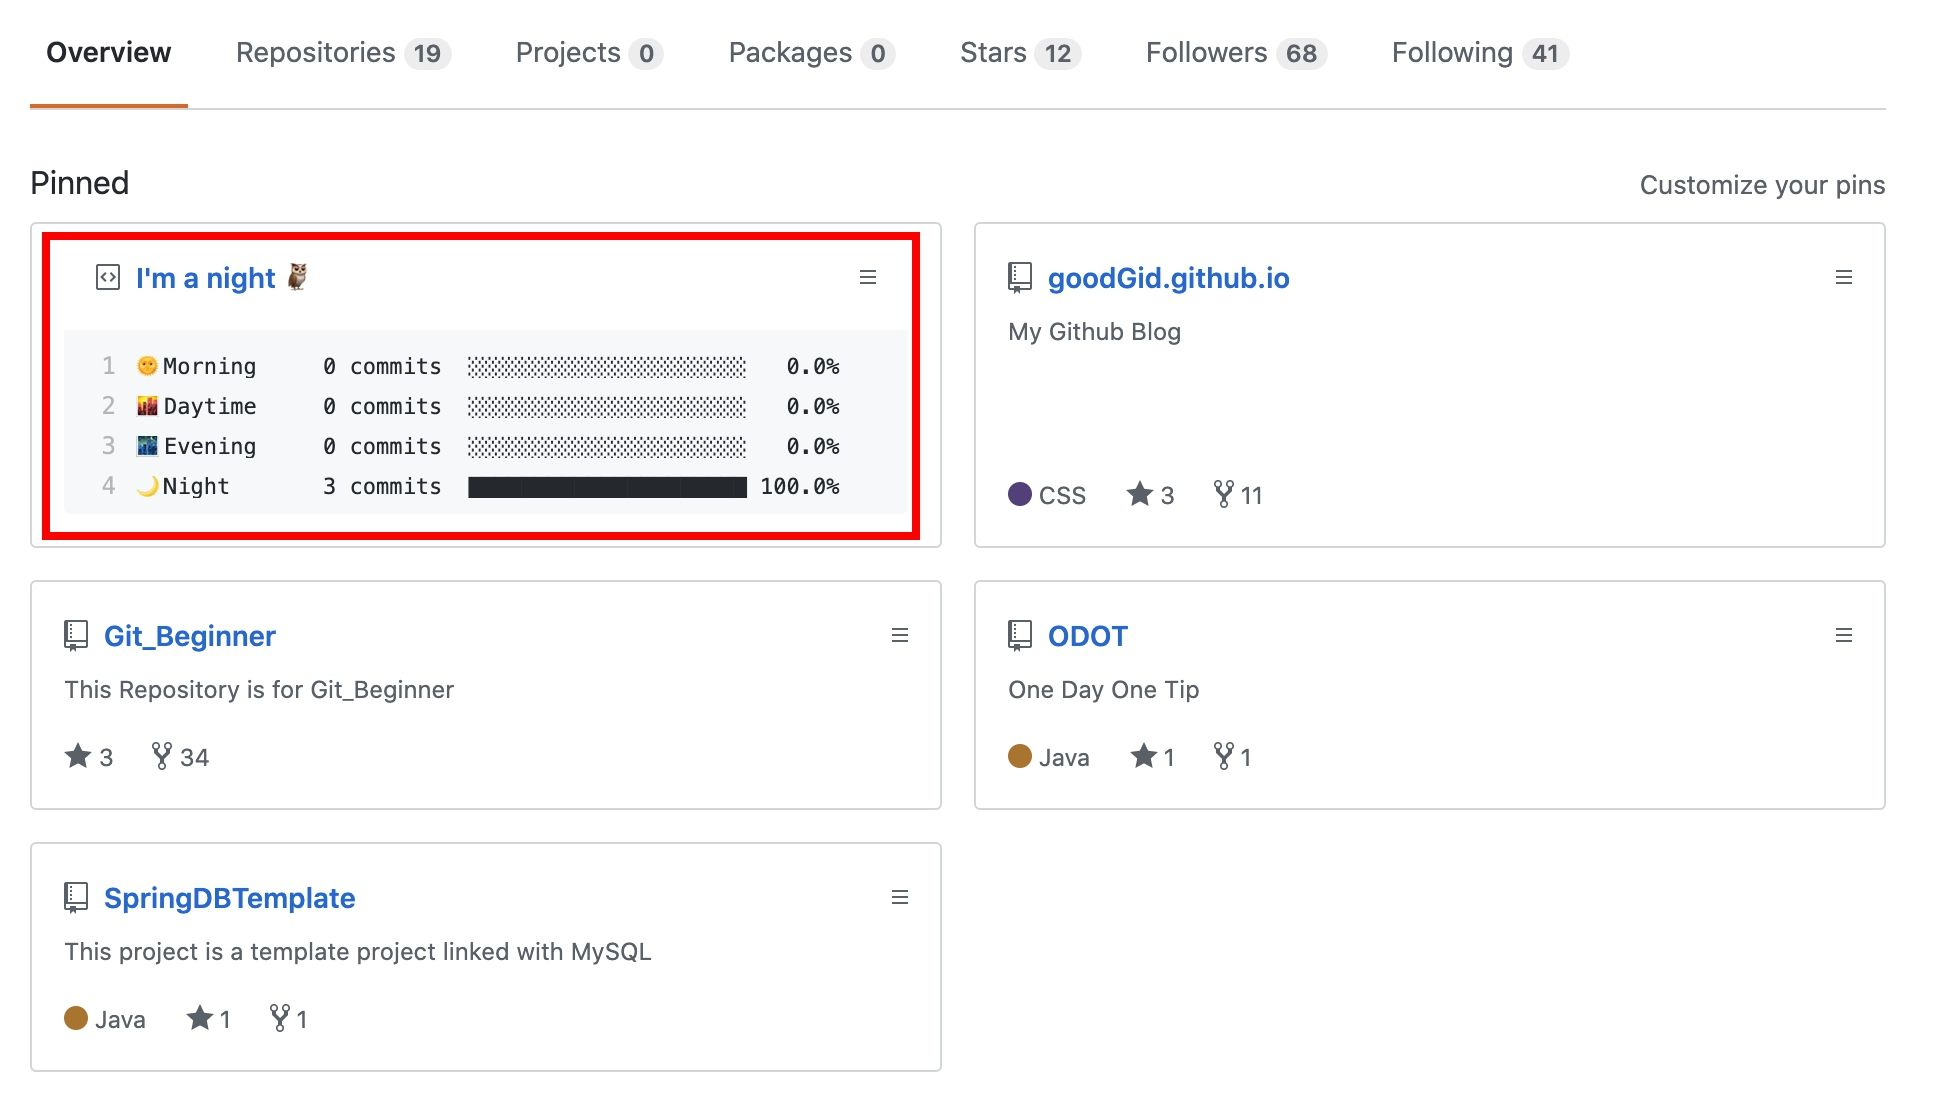 Overview Repositories 19 Projects 0 Packages 0 Stars 12 Followers 68 Following 41
Pinned Customize your pins
I'm a night 🦉
1 🌞Morning 0 commits ░░░░░░░░░░░░░░░░░░░░░ 0.0%
2 🌆Daytime 0 commits ░░░░░░░░░░░░░░░░░░░░░ 0.0%
3 🌃Evening 0 commits ░░░░░░░░░░░░░░░░░░░░░ 0.0%
4 🌙Night 3 commits █████████████████████ 100.0%
goodGid.github.io
My Github Blog
CSS 3 11
Git_Beginner
This Repository is for Git_Beginner
3 34
ODOT
One Day One Tip
Java 1 1
SpringDBTemplate
This project is a template project linked with MySQL
Java 1 1